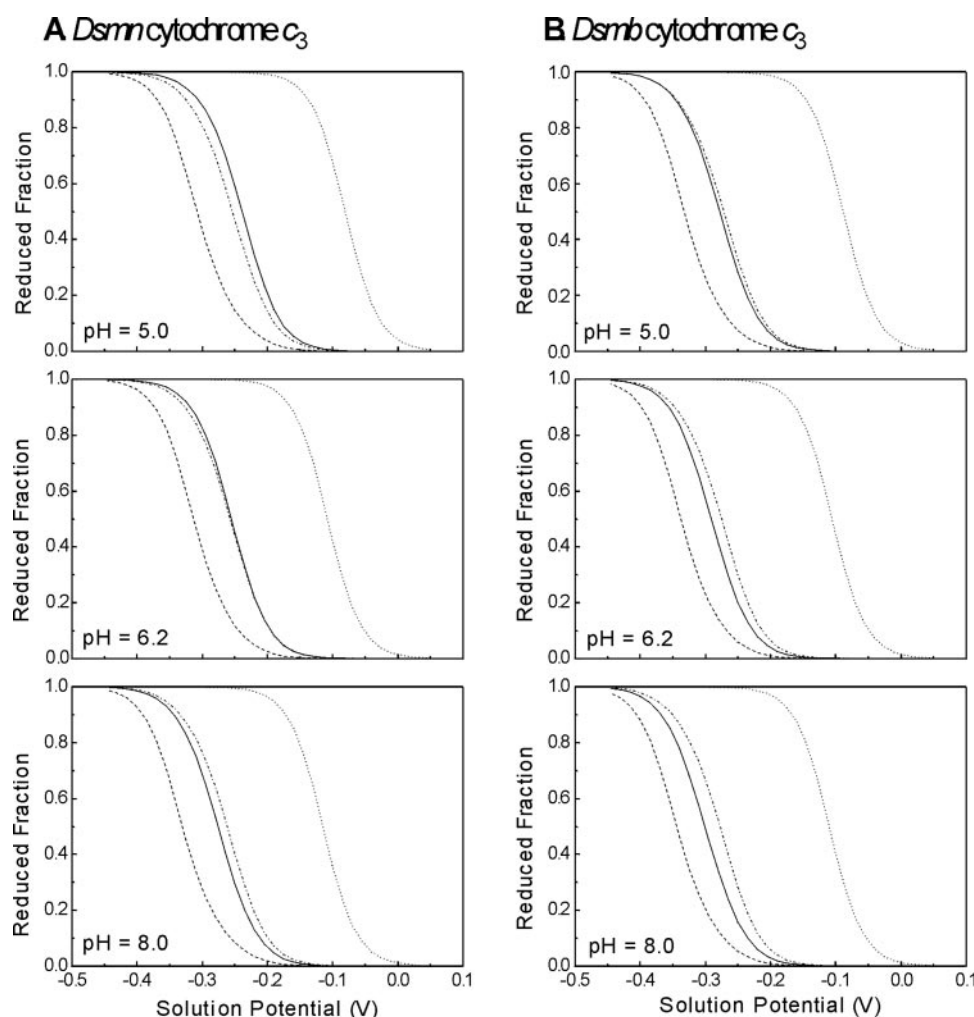 A. Dsmn cytochrome c3
1.0
0.8
0.6
0.4
0.2
0.0
Reduced Fraction
pH = 5.0
1.0
0.8
0.6
0.4
0.2
0.0
Reduced Fraction
pH = 6.2
1.0
0.8
0.6
0.4
0.2
0.0
Reduced Fraction
pH = 8.0
-0.5 -0.4 -0.3 -0.2 -0.1 0.0 0.1
Solution Potential (V)
B. Dsmb cytochrome c3
1.0
0.8
0.6
0.4
0.2
0.0
Reduced Fraction
pH = 5.0
1.0
0.8
0.6
0.4
0.2
0.0
Reduced Fraction
pH = 6.2
1.0
0.8
0.6
0.4
0.2
0.0
Reduced Fraction
pH = 8.0
-0.5 -0.4 -0.3 -0.2 -0.1 0.0 0.1
Solution Potential (V)